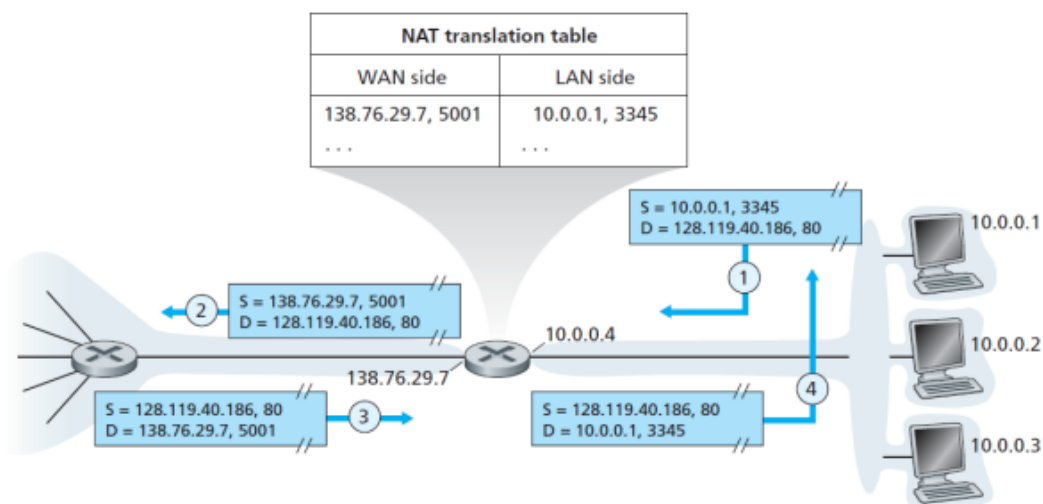 NAT translation table
WAN side LAN side
138.76.29.7, 5001 10.0.0.1, 3345
. . . . . .
S = 10.0.0.1, 3345
D = 128.119.40.186, 80
10.0.0.1
1
2
S = 138.76.29.7, 5001
D = 128.119.40.186, 80
10.0.0.4
10.0.0.2
138.76.29.7
4
S = 128.119.40.186, 80
D = 138.76.29.7, 5001
3
S = 128.119.40.186, 80
D = 10.0.0.1, 3345
10.0.0.3